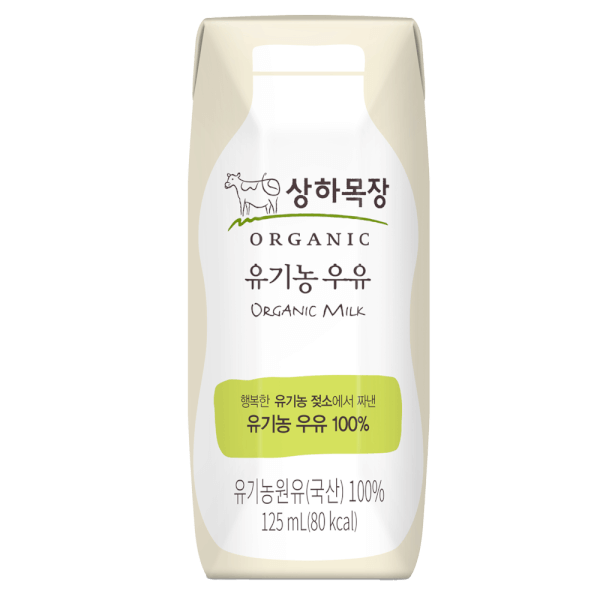 상하목장
ORGANIC
유기농 우유
ORGANIC MILK
행복한 유기농 젖소에서 짜낸
유기농 우유 100%
유기농원유(국산) 100%
125 mL(80 kcal)